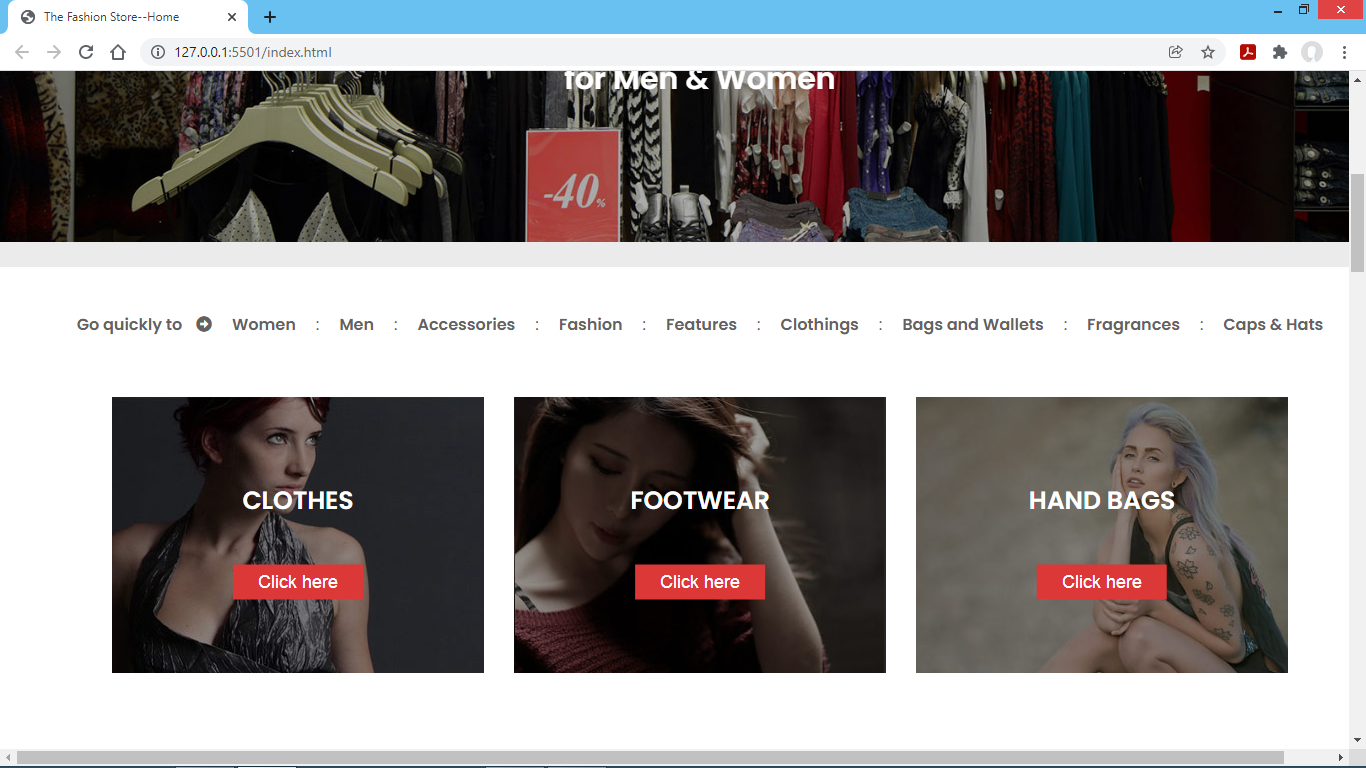 The Fashion Store--Home
127.0.0.1:5501/index.html
for Men & Women
-40%
Go quickly to Women : Men : Accessories : Fashion : Features : Clothings : Bags and Wallets : Fragrances : Caps & Hats
CLOTHES FOOTWEAR HAND BAGS
Click here Click here Click here